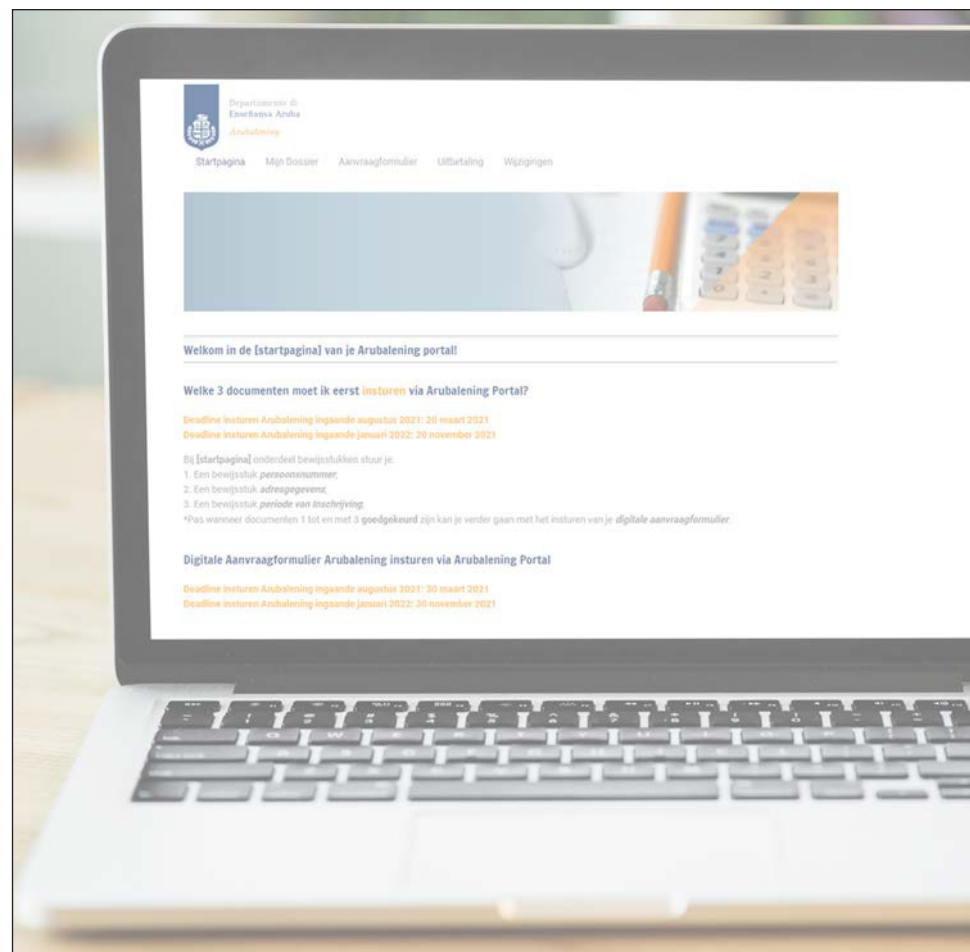 Departamento di
Enseñansa Aruba
Arubalening
Startpagina Mijn Dossier Aanvraagformulier Uitbetaling Wijzigingen
Welkom in de [startpagina] van je Arubalening portal!
Welke 3 documenten moet ik eerst insturen via Arubalening Portal?
Deadline insturen Arubalening ingaande augustus 2021: 20 maart 2021
Deadline insturen Arubalening ingaande januari 2022: 20 november 2021
Bij [startpagina] onderdeel bewijsstukken stuur je:
1. Een bewijsstuk persoonsnummer;
2. Een bewijsstuk adresgegevens;
3. Een bewijsstuk periode van Inschrijving;
*Pas wanneer documenten 1 tot en met 3 goedgekeurd zijn kan je verder gaan met het insturen van je digitale aanvraagformulier.
Digitale Aanvraagformulier Arubalening insturen via Arubalening Portal
Deadline insturen Arubalening ingaande augustus 2021: 30 maart 2021
Deadline insturen Arubalening ingaande januari 2022: 30 november 2021